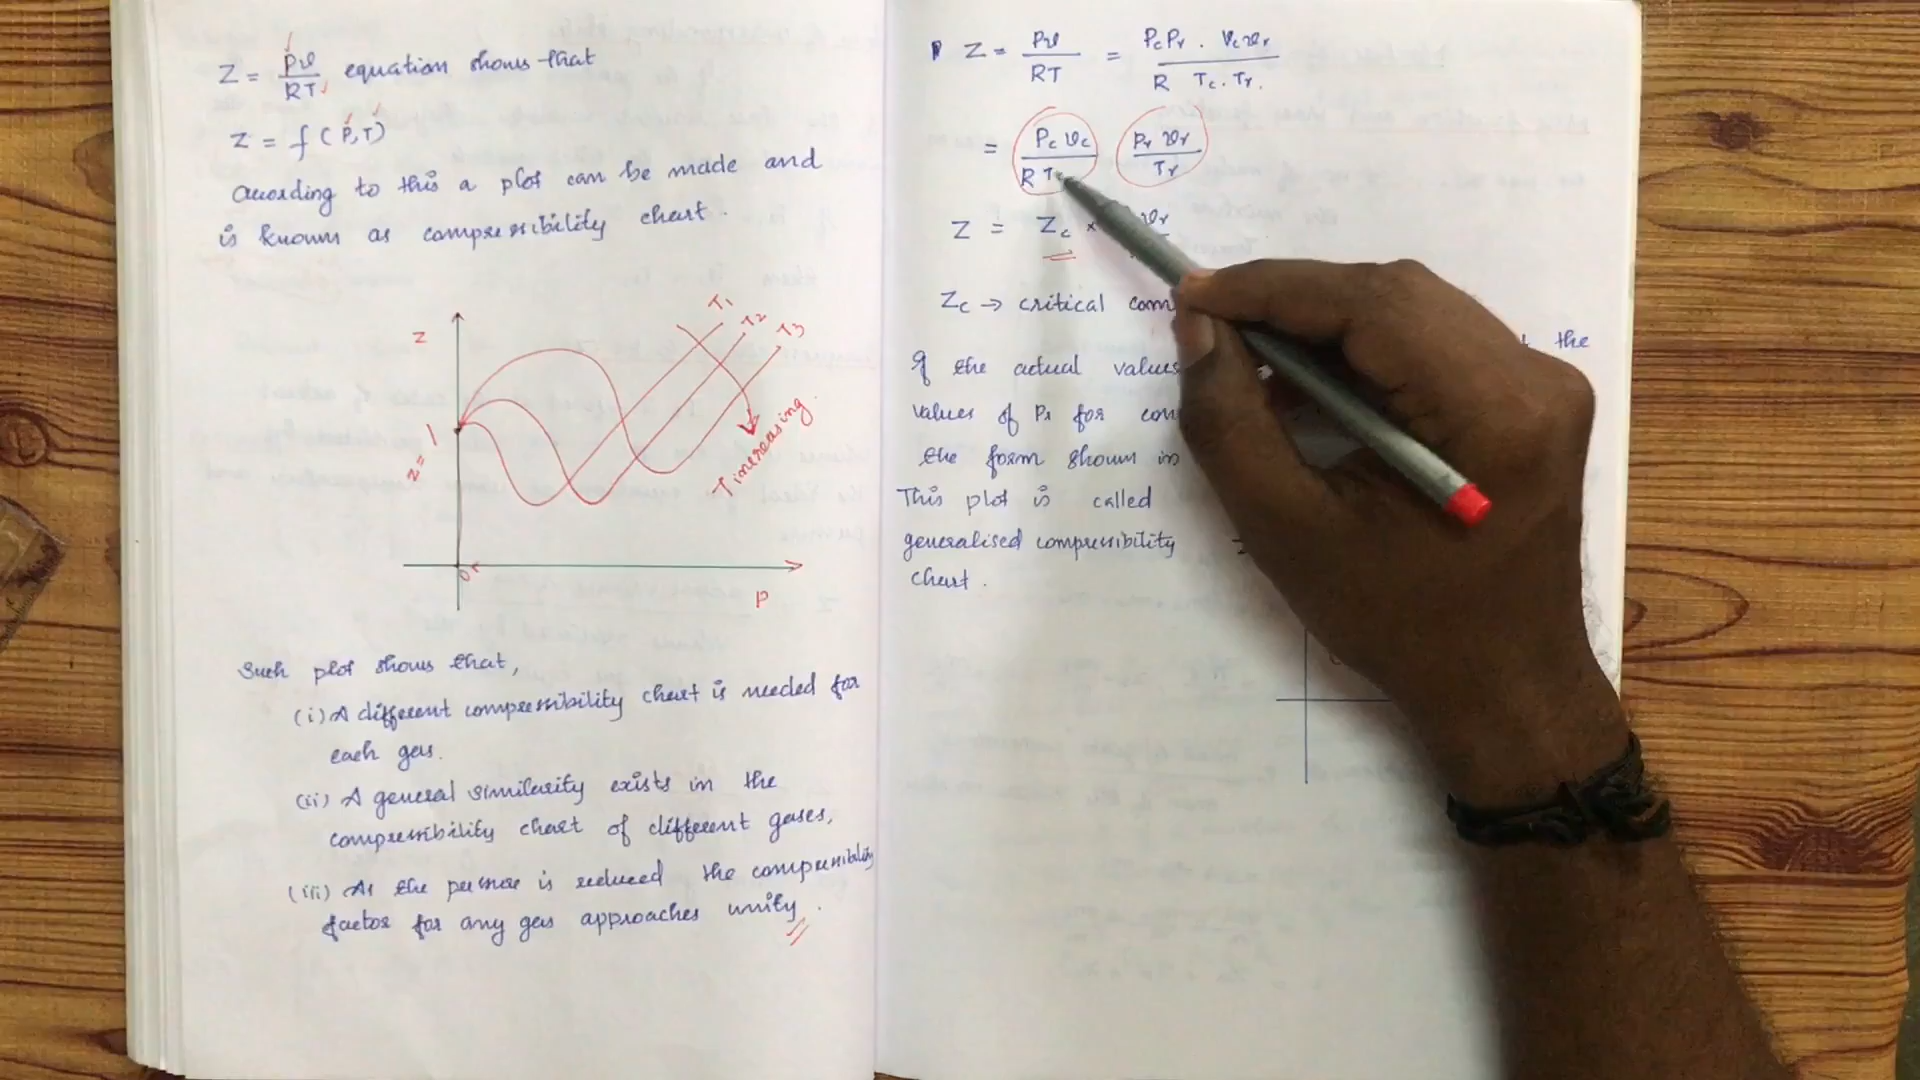 Z = Pv/RT equation shows that
Z = f(P,T)
According to this a plot can be made and
is known as compressibility chart.
Z
T1
T2
T3
Z=1
T increasing.
0
P
Such plot shows that,
(i) A different compressibility chart is needed for
each gas.
(ii) A general similarity exists in the
compressibility chart of different gases,
(iii) As the pressure is reduced the compressibility
factor for any gas approaches unity.
Z = Pv/RT = PcPr . vcvr / R Tc.Tr.
= Pc vc / R T Pr vr / Tr
Z = Zc × vr
Zc → critical com
If the actual values the
values of Pr for con
the form shown in
This plot is called
generalised compressibility
chart.